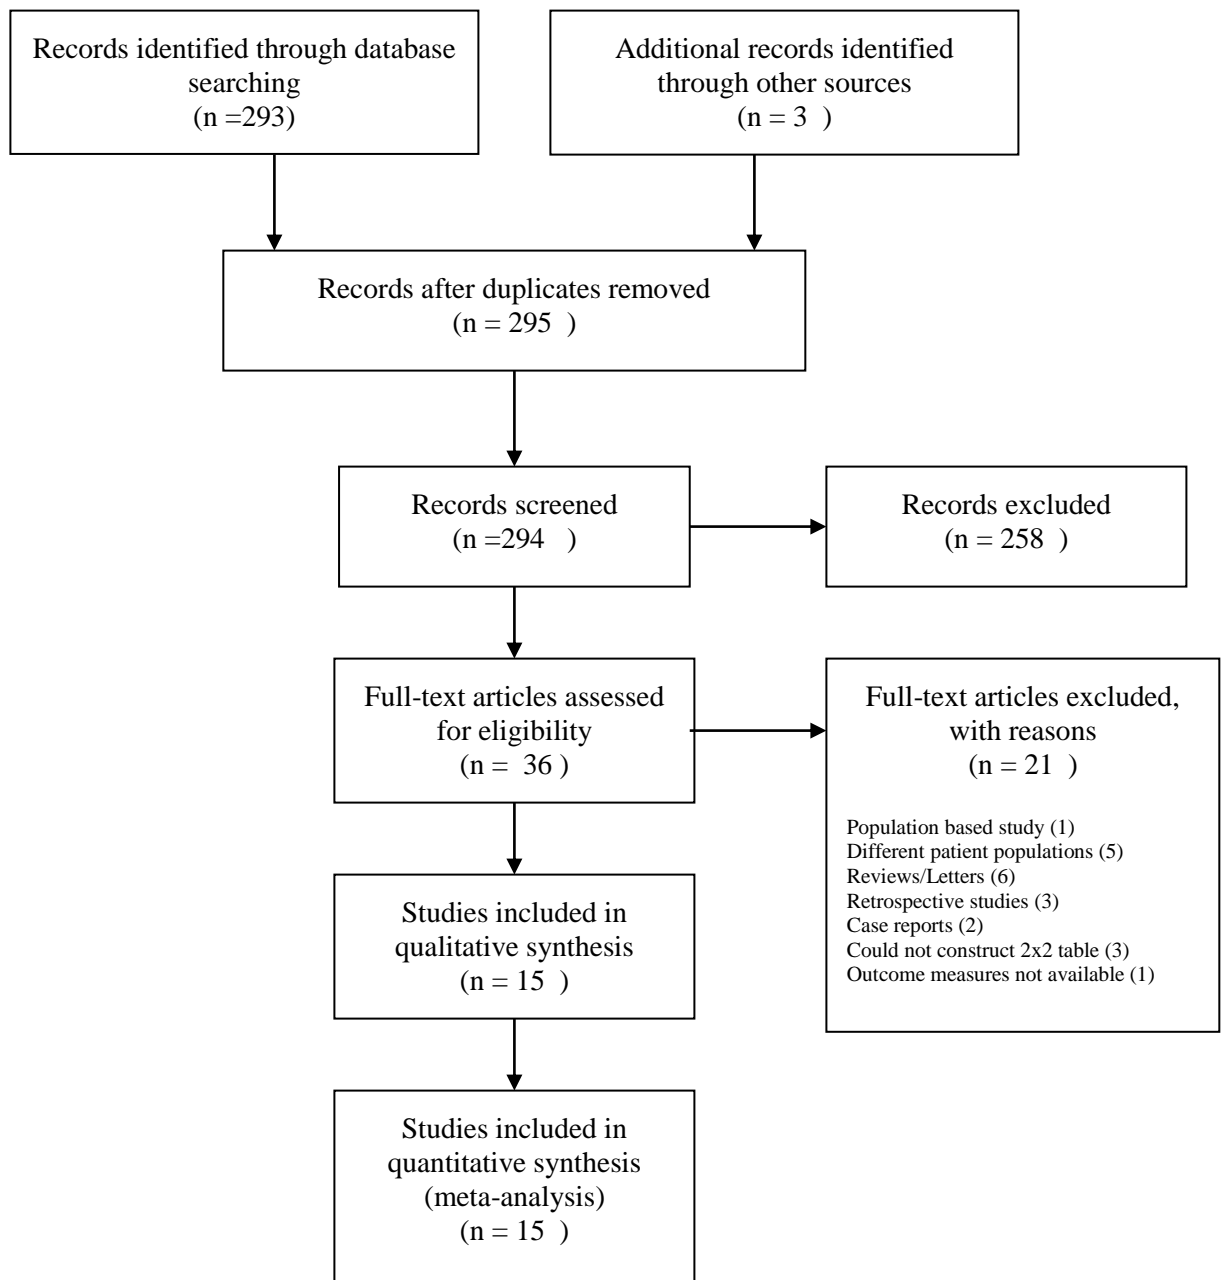 Records identified through database
searching
(n =293)
Additional records identified
through other sources
(n = 3  )
Records after duplicates removed
(n = 295  )
Records screened
(n =294   )
Records excluded
(n = 258  )
Full-text articles assessed
for eligibility
(n =  36 )
Full-text articles excluded,
with reasons
(n = 21  )
Population based study (1)
Different patient populations (5)
Reviews/Letters (6)
Retrospective studies (3)
Case reports (2)
Could not construct 2x2 table (3)
Outcome measures not available (1)
Studies included in
qualitative synthesis
(n = 15  )
Studies included in
quantitative synthesis
(meta-analysis)
(n = 15  )